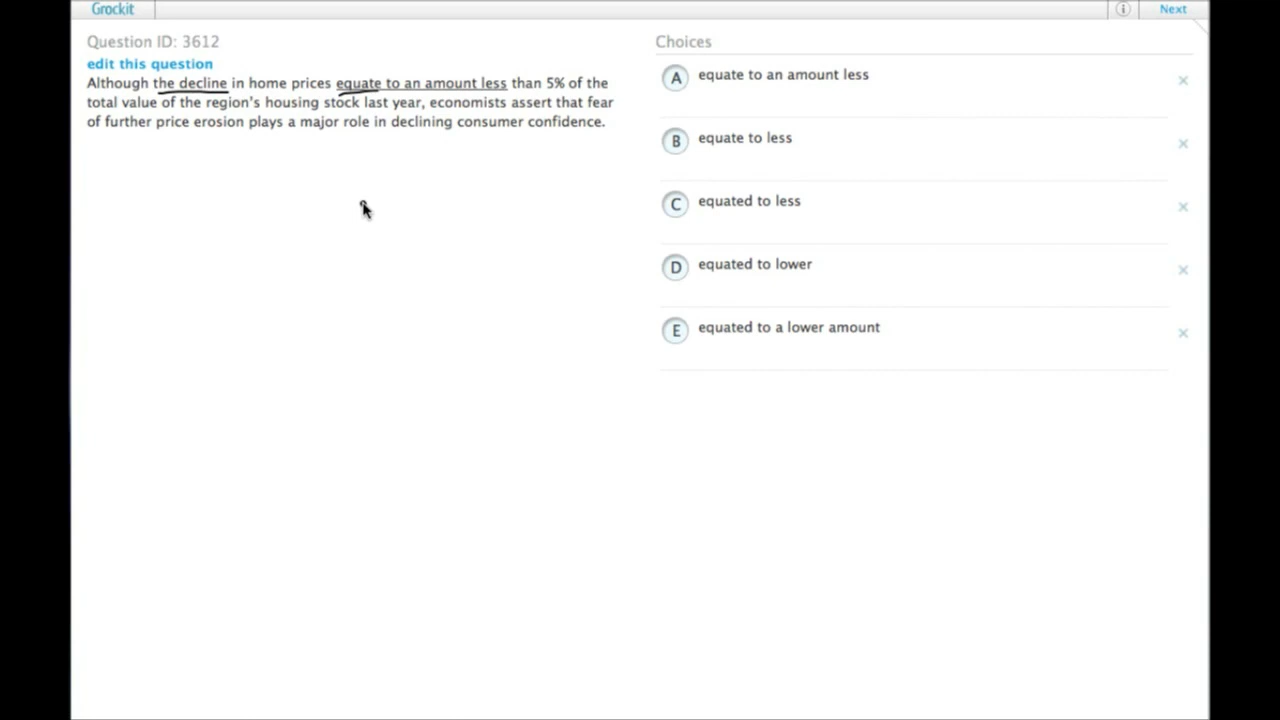 Grockit
i
Next
Question ID: 3612
edit this question
Although the decline in home prices equate to an amount less than 5% of the
total value of the region's housing stock last year, economists assert that fear
of further price erosion plays a major role in declining consumer confidence.
Choices
A equate to an amount less ×
B equate to less ×
C equated to less ×
D equated to lower ×
E equated to a lower amount ×